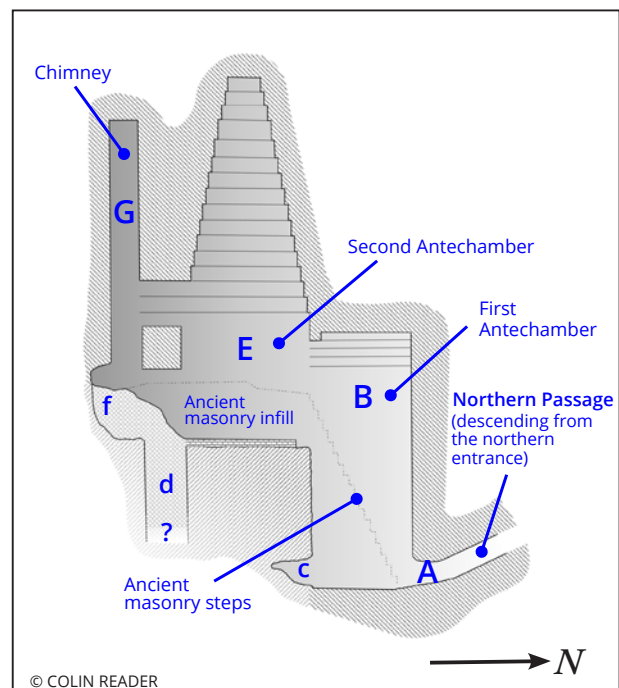 Chimney
G
Second Antechamber
First
Antechamber
E
B
Northern Passage
(descending from
the northern
entrance)
f
Ancient
masonry infill
d
?
c
A
Ancient
masonry steps
N
© COLIN READER